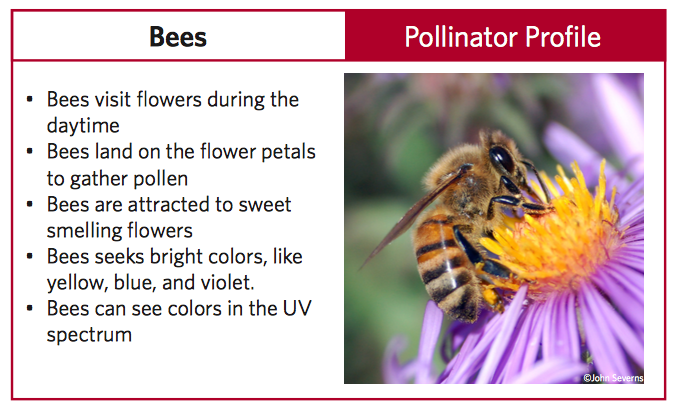 Bees
Pollinator Profile
• Bees visit flowers during the
daytime
• Bees land on the flower petals
to gather pollen
• Bees are attracted to sweet
smelling flowers
• Bees seeks bright colors, like
yellow, blue, and violet.
• Bees can see colors in the UV
spectrum
©John Severns